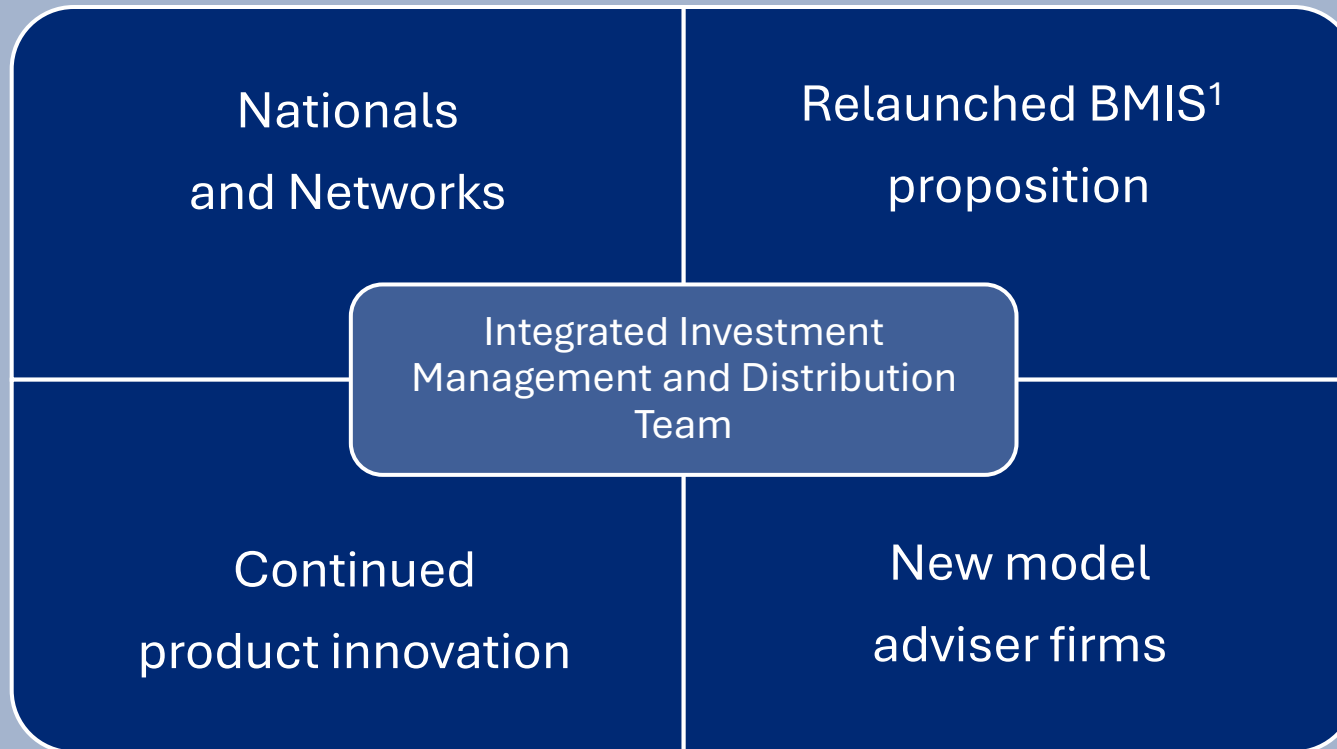 Nationals
and Networks
Relaunched BMIS¹
proposition
Integrated Investment
Management and Distribution
Team
Continued
product innovation
New model
adviser firms